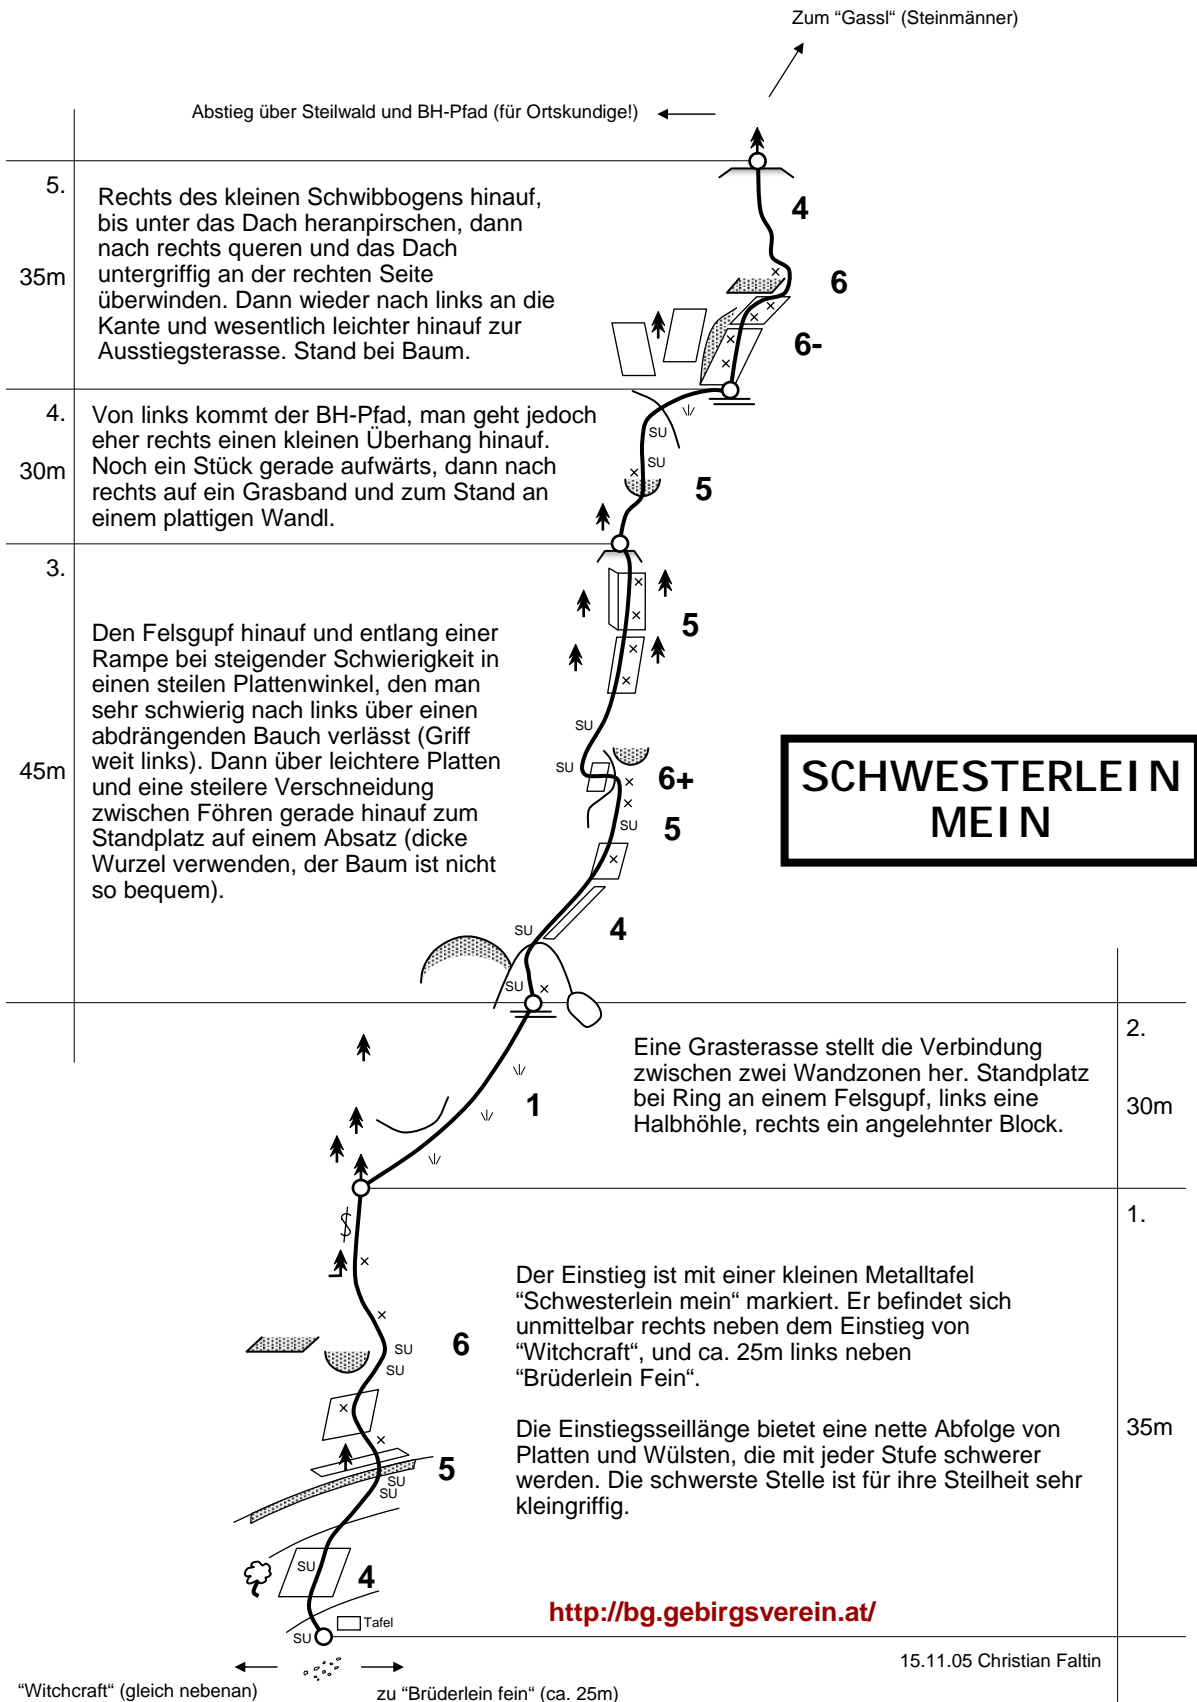 Zum “Gassl“ (Steinmänner)
Abstieg über Steilwald und BH-Pfad (für Ortskundige!)
5.
35m
Rechts des kleinen Schwibbogens hinauf,
bis unter das Dach heranpirschen, dann
nach rechts queren und das Dach
untergriffig an der rechten Seite
überwinden. Dann wieder nach links an die
Kante und wesentlich leichter hinauf zur
Ausstiegsterasse. Stand bei Baum.
4
6
6-
4.
30m
Von links kommt der BH-Pfad, man geht jedoch
eher rechts einen kleinen Überhang hinauf.
Noch ein Stück gerade aufwärts, dann nach
rechts auf ein Grasband und zum Stand an
einem plattigen Wandl.
SU
SU
5
3.
45m
Den Felsgupf hinauf und entlang einer
Rampe bei steigender Schwierigkeit in
einen steilen Plattenwinkel, den man
sehr schwierig nach links über einen
abdrängenden Bauch verlässt (Griff
weit links). Dann über leichtere Platten
und eine steilere Verschneidung
zwischen Föhren gerade hinauf zum
Standplatz auf einem Absatz (dicke
Wurzel verwenden, der Baum ist nicht
so bequem).
5
SU
SU
6+
SU
5
SU
4
SU
SCHWESTERLEIN
MEIN
2.
30m
Eine Grasterasse stellt die Verbindung
zwischen zwei Wandzonen her. Standplatz
bei Ring an einem Felsgupf, links eine
Halbhöhle, rechts ein angelehnter Block.
1
1.
35m
Der Einstieg ist mit einer kleinen Metalltafel
“Schwesterlein mein“ markiert. Er befindet sich
unmittelbar rechts neben dem Einstieg von
“Witchcraft“, und ca. 25m links neben
“Brüderlein Fein“.
Die Einstiegsseillänge bietet eine nette Abfolge von
Platten und Wülsten, die mit jeder Stufe schwerer
werden. Die schwerste Stelle ist für ihre Steilheit sehr
kleingriffig.
6
SU
SU
5
SU
SU
SU
4
Tafel
SU
http://bg.gebirgsverein.at/
15.11.05 Christian Faltin
“Witchcraft“ (gleich nebenan)
zu “Brüderlein fein“ (ca. 25m)